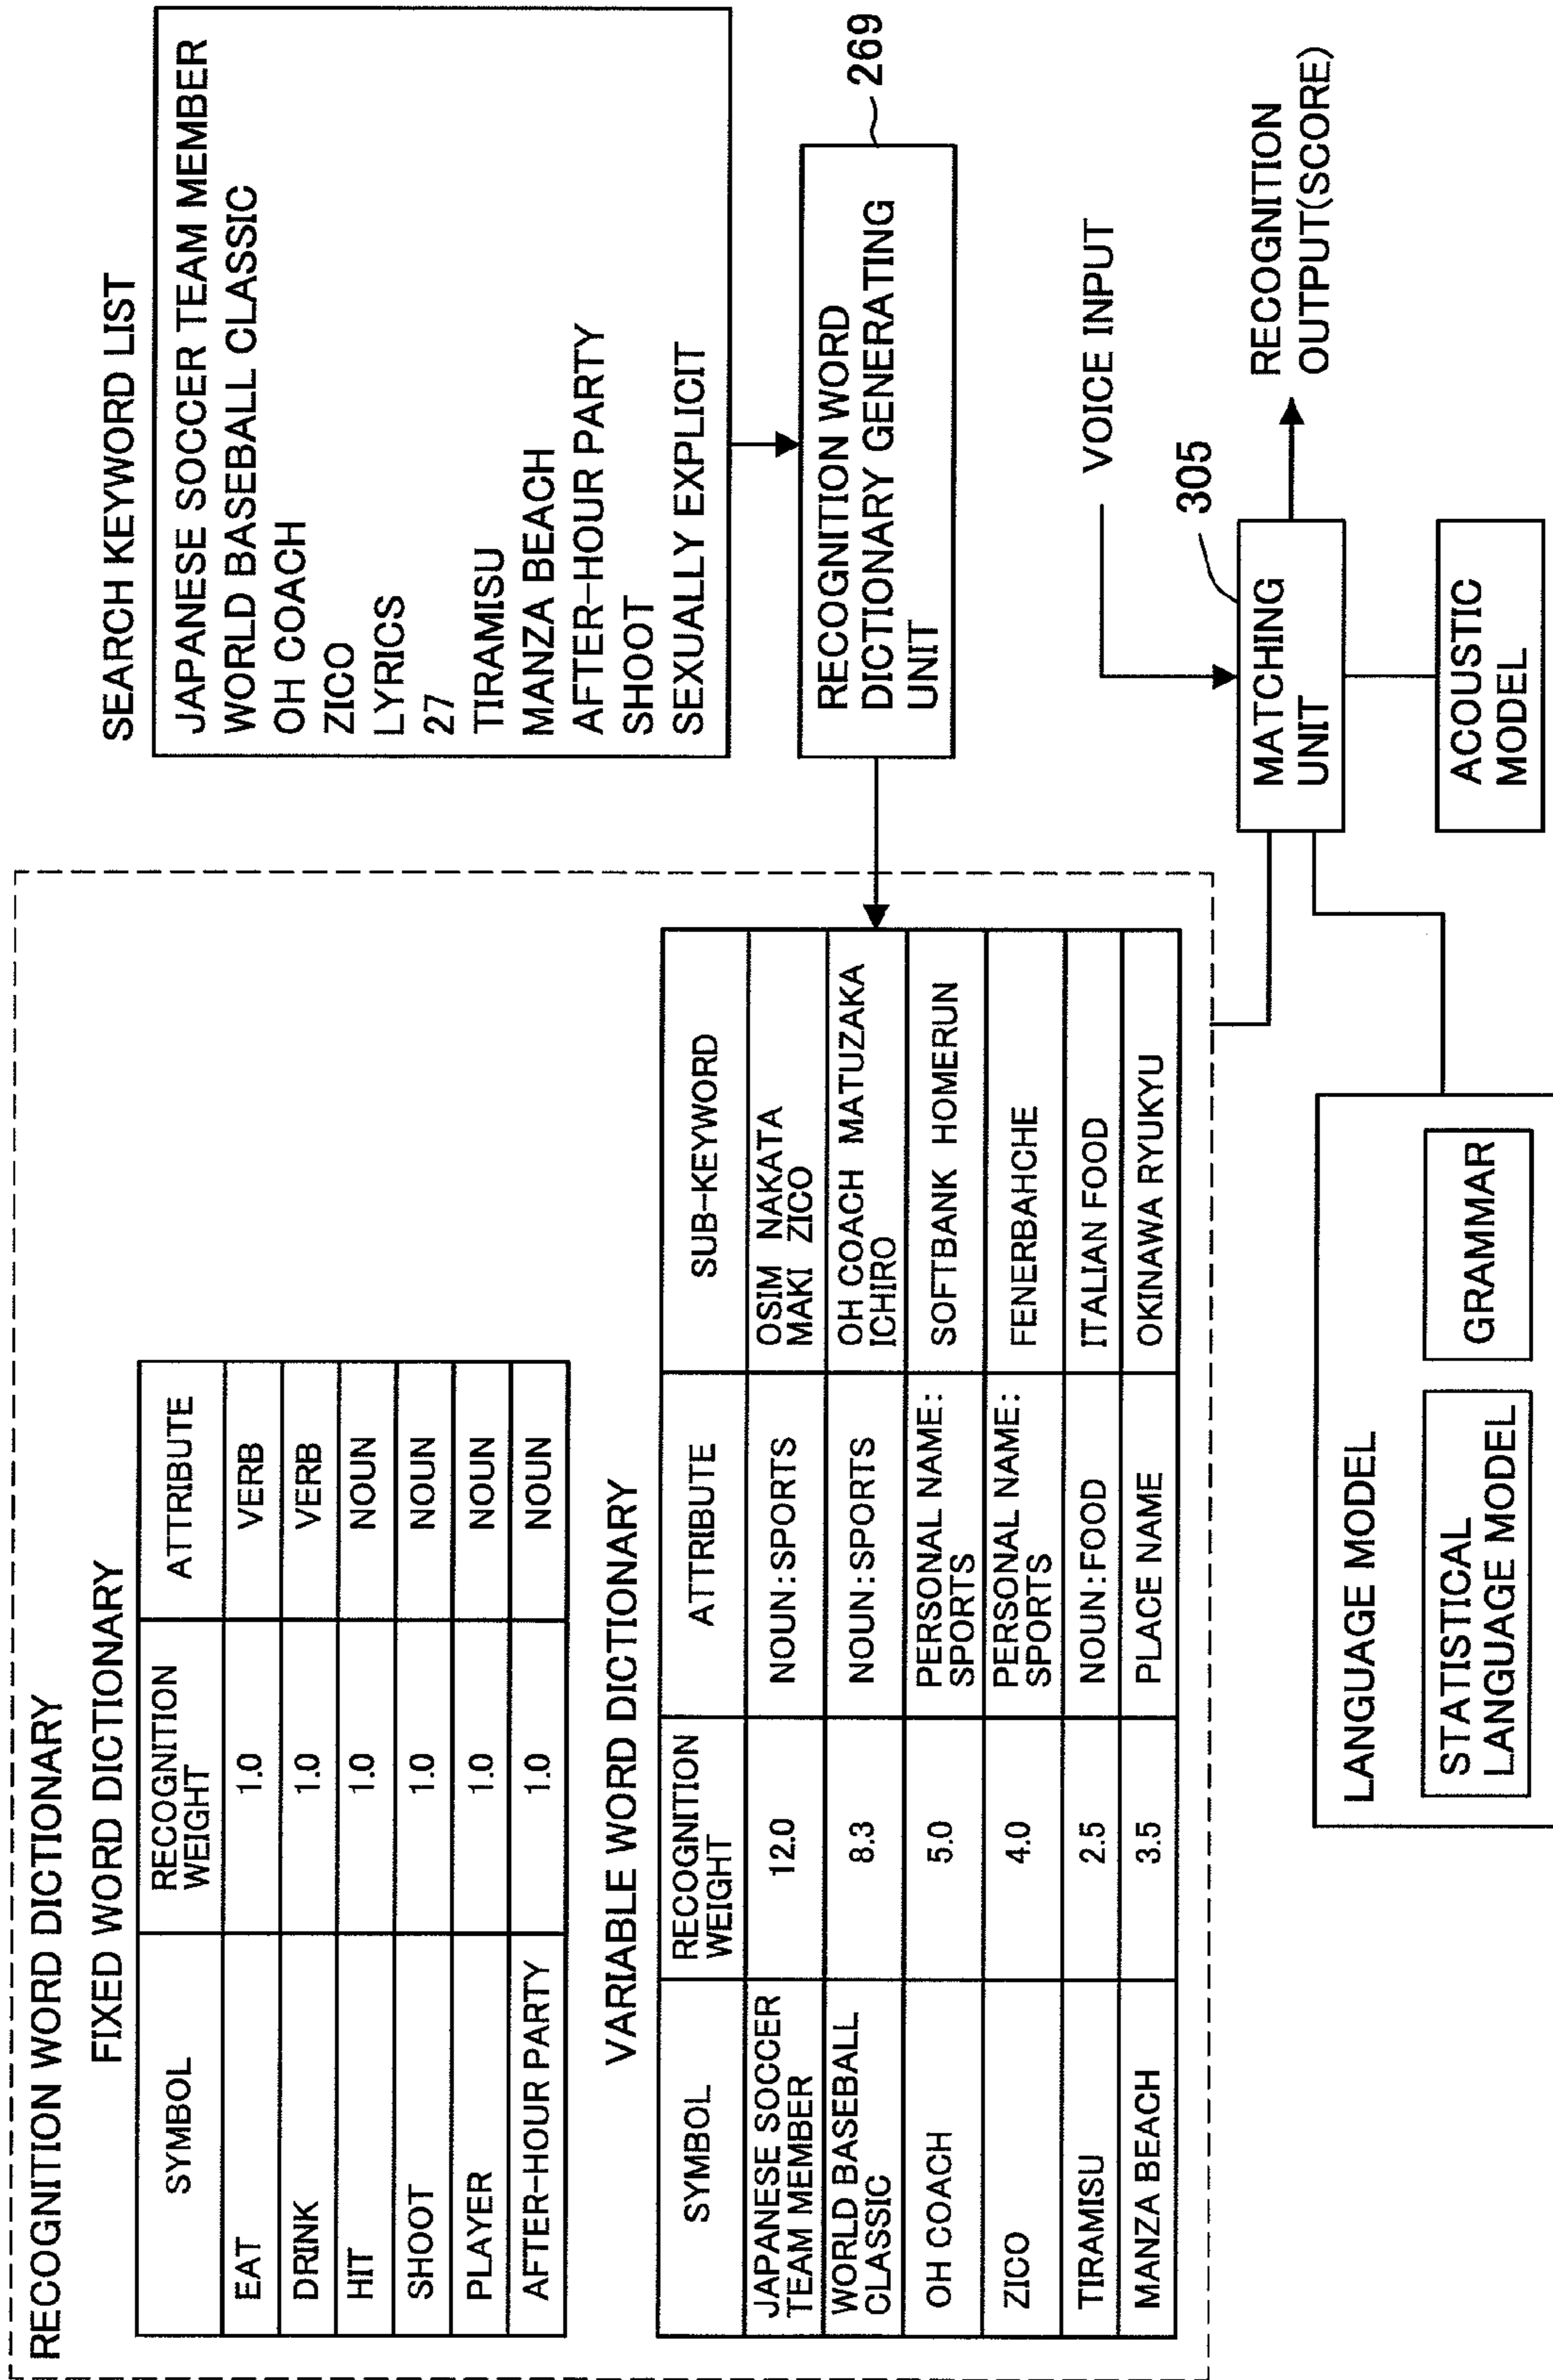 RECOGNITION WORD DICTIONARY
FIXED WORD DICTIONARY
SYMBOL RECOGNITION WEIGHT ATTRIBUTE
EAT 1.0 VERB
DRINK 1.0 VERB
HIT 1.0 NOUN
SHOOT 1.0 NOUN
PLAYER 1.0 NOUN
AFTER-HOUR PARTY 1.0 NOUN
VARIABLE WORD DICTIONARY
SYMBOL RECOGNITION WEIGHT ATTRIBUTE SUB-KEYWORD
JAPANESE SOCCER TEAM MEMBER 12.0 NOUN:SPORTS OSIM NAKATA MAKI ZICO
WORLD BASEBALL CLASSIC 8.3 NOUN:SPORTS OH COACH MATUZAKA ICHIRO
OH COACH 5.0 PERSONAL NAME: SPORTS SOFTBANK HOMERUN
ZICO 4.0 PERSONAL NAME: SPORTS FENERBAHCHE
TIRAMISU 2.5 NOUN:FOOD ITALIAN FOOD
MANZA BEACH 3.5 PLACE NAME OKINAWA RYUKYU
SEARCH KEYWORD LIST
JAPANESE SOCCER TEAM MEMBER
WORLD BASEBALL CLASSIC
OH COACH
ZICO
LYRICS
27
TIRAMISU
MANZA BEACH
AFTER-HOUR PARTY
SHOOT
SEXUALLY EXPLICIT
RECOGNITION WORD
DICTIONARY GENERATING
UNIT
269
VOICE INPUT
305
MATCHING
UNIT
RECOGNITION
OUTPUT(SCORE)
ACOUSTIC
MODEL
LANGUAGE MODEL
STATISTICAL
LANGUAGE MODEL
GRAMMAR